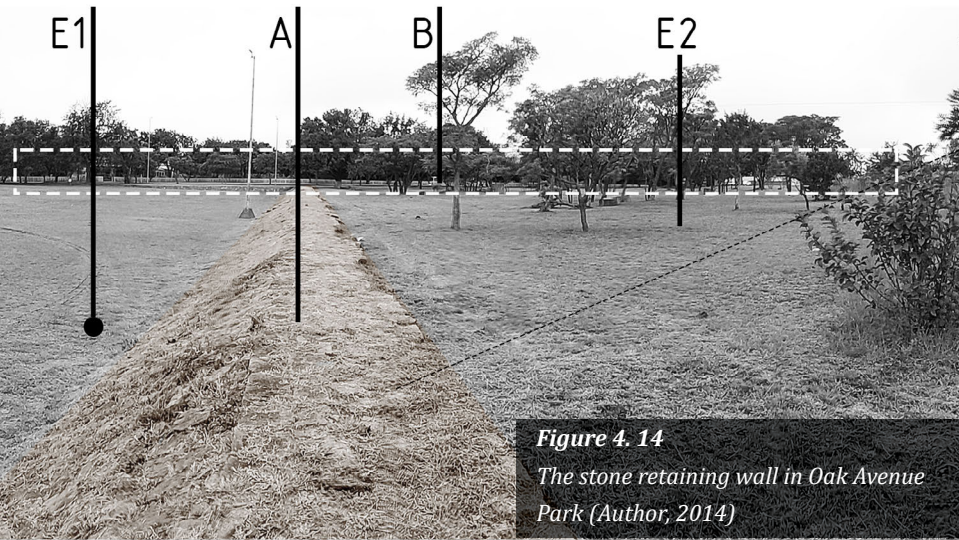 E1
A
B
E2
Figure 4. 14
The stone retaining wall in Oak Avenue
Park (Author, 2014)